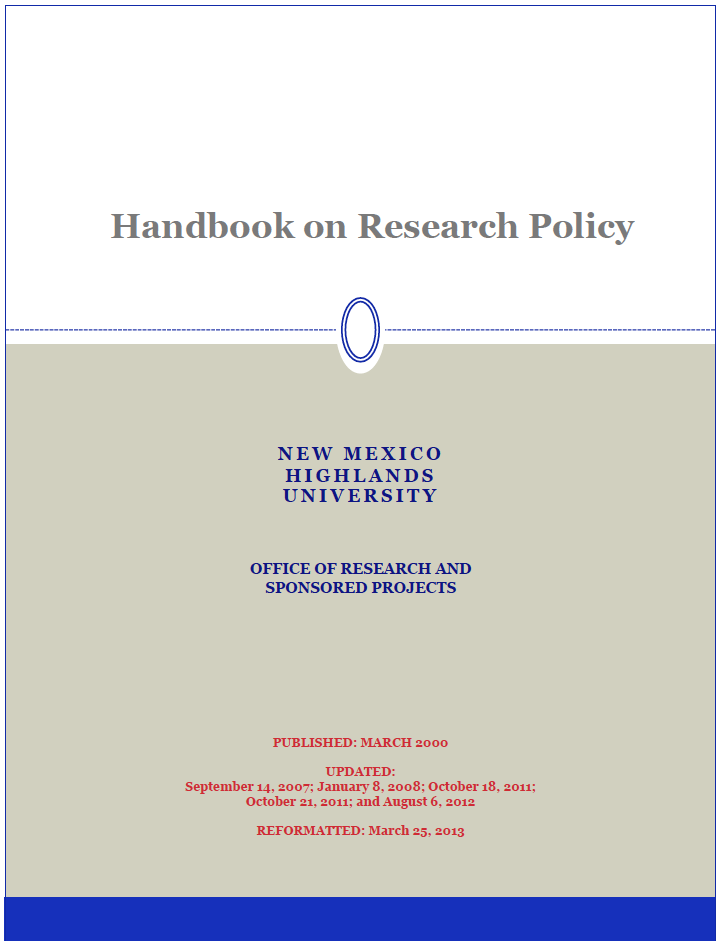 Handbook on Research Policy
NEW MEXICO
HIGHLANDS
UNIVERSITY
OFFICE OF RESEARCH AND
SPONSORED PROJECTS
PUBLISHED: MARCH 2000
UPDATED:
September 14, 2007; January 8, 2008; October 18, 2011;
October 21, 2011; and August 6, 2012
REFORMATTED: March 25, 2013